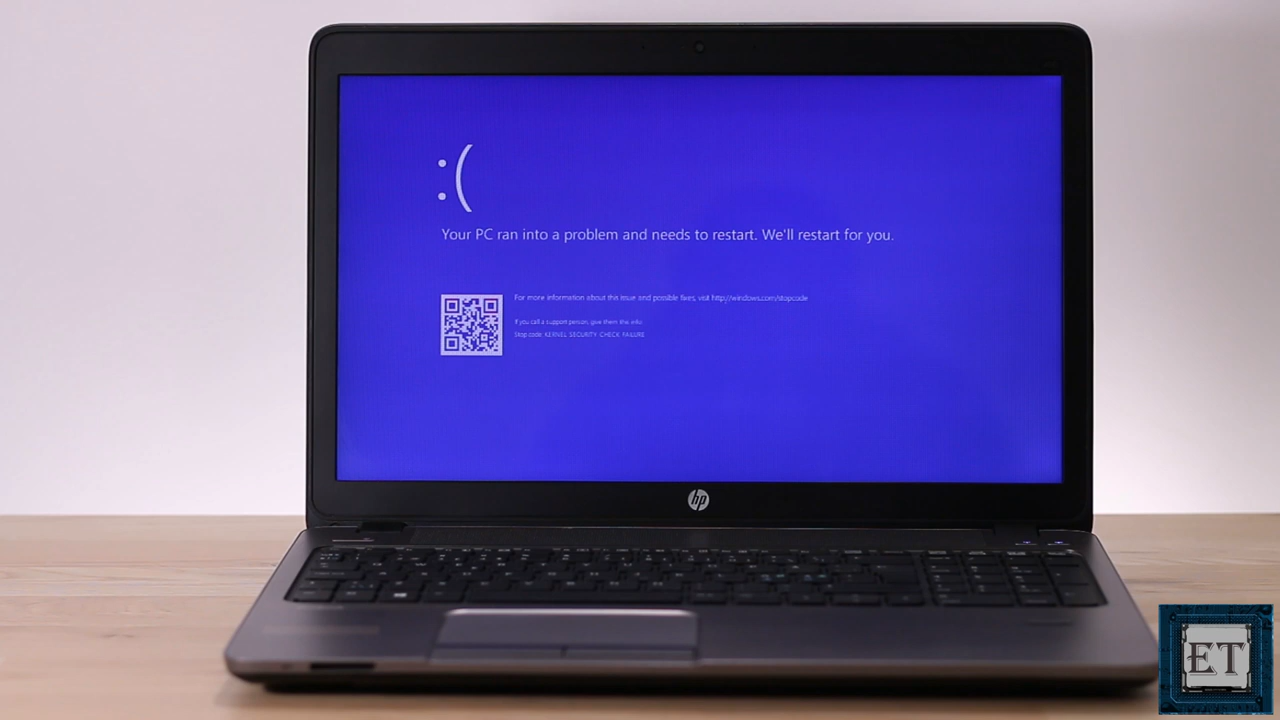 :(
Your PC ran into a problem and needs to restart. We'll restart for you.
For more information about this issue and possible fixes, visit http://windows.com/stopcode
If you call a support person, give them this info:
Stop code: KERNEL SECURITY CHECK FAILURE
hp
ET